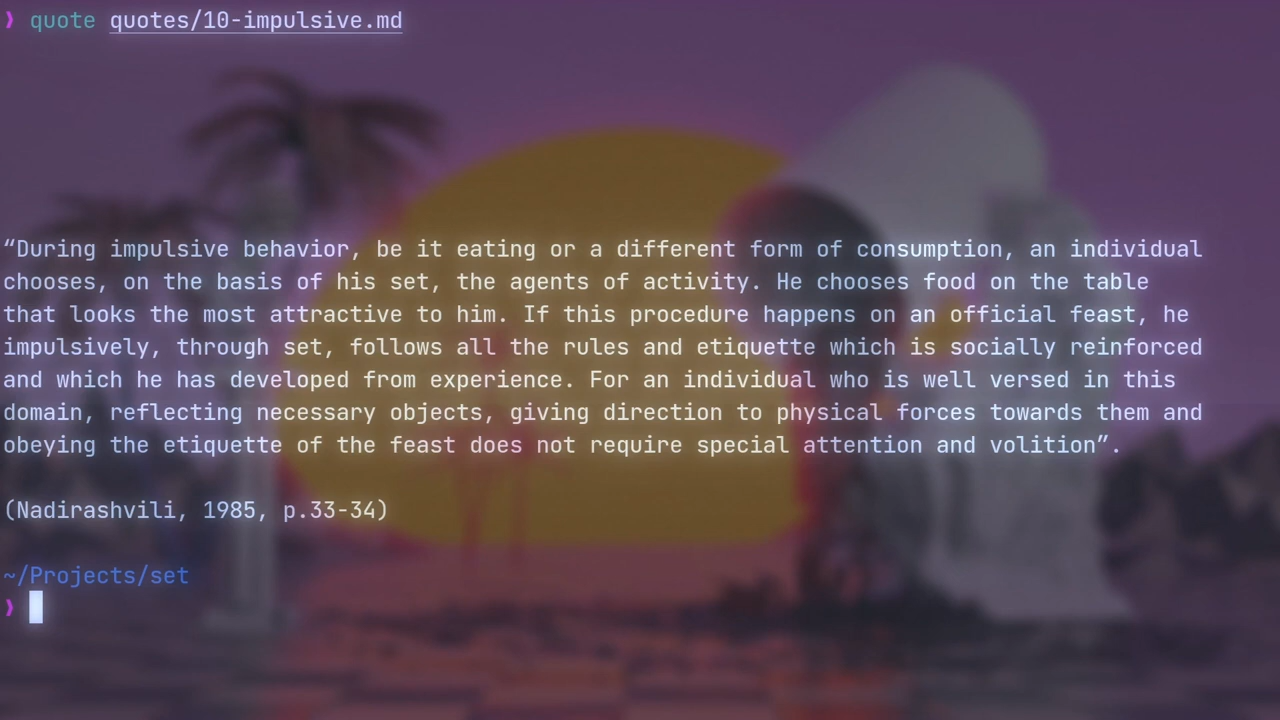 ❯ quote quotes/10-impulsive.md
“During impulsive behavior, be it eating or a different form of consumption, an individual
chooses, on the basis of his set, the agents of activity. He chooses food on the table
that looks the most attractive to him. If this procedure happens on an official feast, he
impulsively, through set, follows all the rules and etiquette which is socially reinforced
and which he has developed from experience. For an individual who is well versed in this
domain, reflecting necessary objects, giving direction to physical forces towards them and
obeying the etiquette of the feast does not require special attention and volition”.
(Nadirashvili, 1985, p.33-34)
~/Projects/set
❯